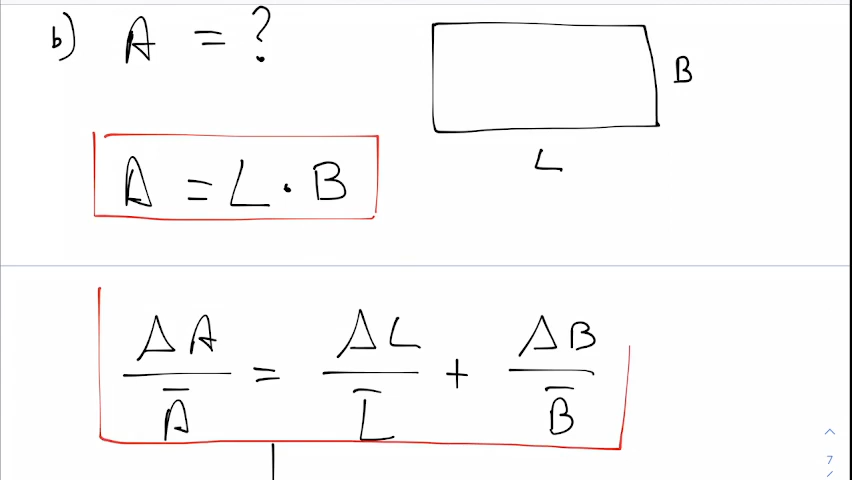 b) A = ?
B
L
A = L · B
ΔA / A̅ = ΔL / L̅ + ΔB / B̅
7